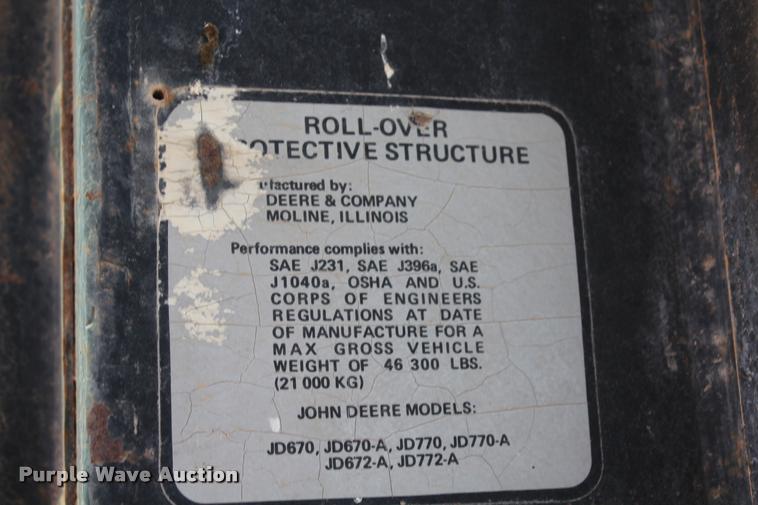 ROLL-OVER
OTECTIVE STRUCTURE
factured by:
DEERE & COMPANY
MOLINE, ILLINOIS
Performance complies with:
SAE J231, SAE J396a, SAE
J1040a, OSHA AND U.S.
CORPS OF ENGINEERS
REGULATIONS AT DATE
OF MANUFACTURE FOR A
MAX GROSS VEHICLE
WEIGHT OF 46 300 LBS.
(21 000 KG)
JOHN DEERE MODELS:
JD670, JD670-A, JD770, JD770-A
JD672-A, JD772-A
Purple Wave Auction